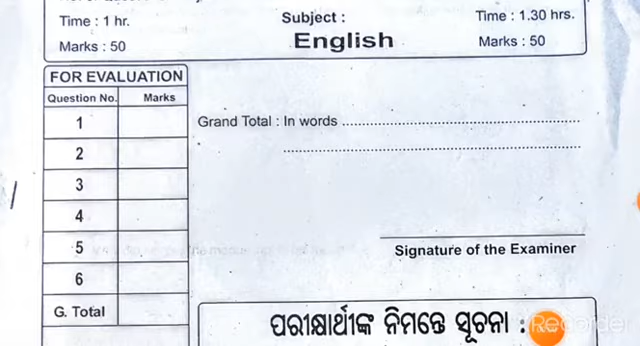 Time : 1 hr.
Subject :
Time : 1.30 hrs.
Marks : 50
English
Marks : 50
FOR EVALUATION
Question No. Marks
1
Grand Total : In words
2
3
4
5
Signature of the Examiner
6
G. Total
ପରୀକ୍ଷାର୍ଥୀଙ୍କ ନିମନ୍ତେ ସୂଚନା :
Recorder